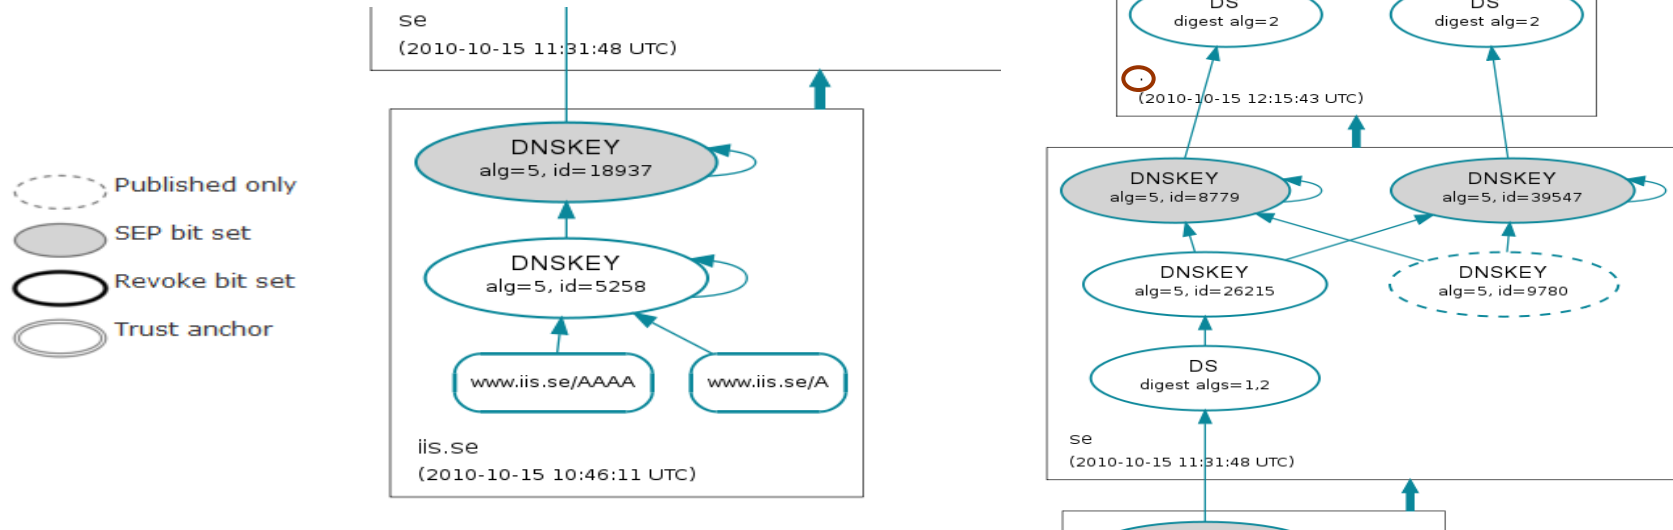 Published only
SEP bit set
Revoke bit set
Trust anchor
se
(2010-10-15 11:31:48 UTC)
DNSKEY
alg=5, id=18937
DNSKEY
alg=5, id=5258
www.iis.se/AAAA
www.iis.se/A
iis.se
(2010-10-15 10:46:11 UTC)
DS
digest alg=2
DS
digest alg=2
.
(2010-10-15 12:15:43 UTC)
DNSKEY
alg=5, id=8779
DNSKEY
alg=5, id=39547
DNSKEY
alg=5, id=26215
DNSKEY
alg=5, id=9780
DS
digest algs=1,2
se
(2010-10-15 11:31:48 UTC)